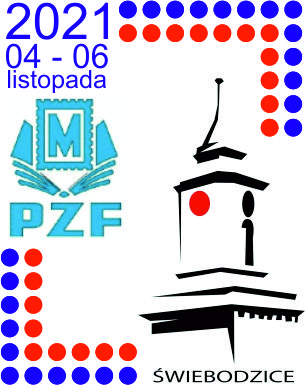 2021
04 - 06
listopada
M
PZF
ŚWIEBODZICE